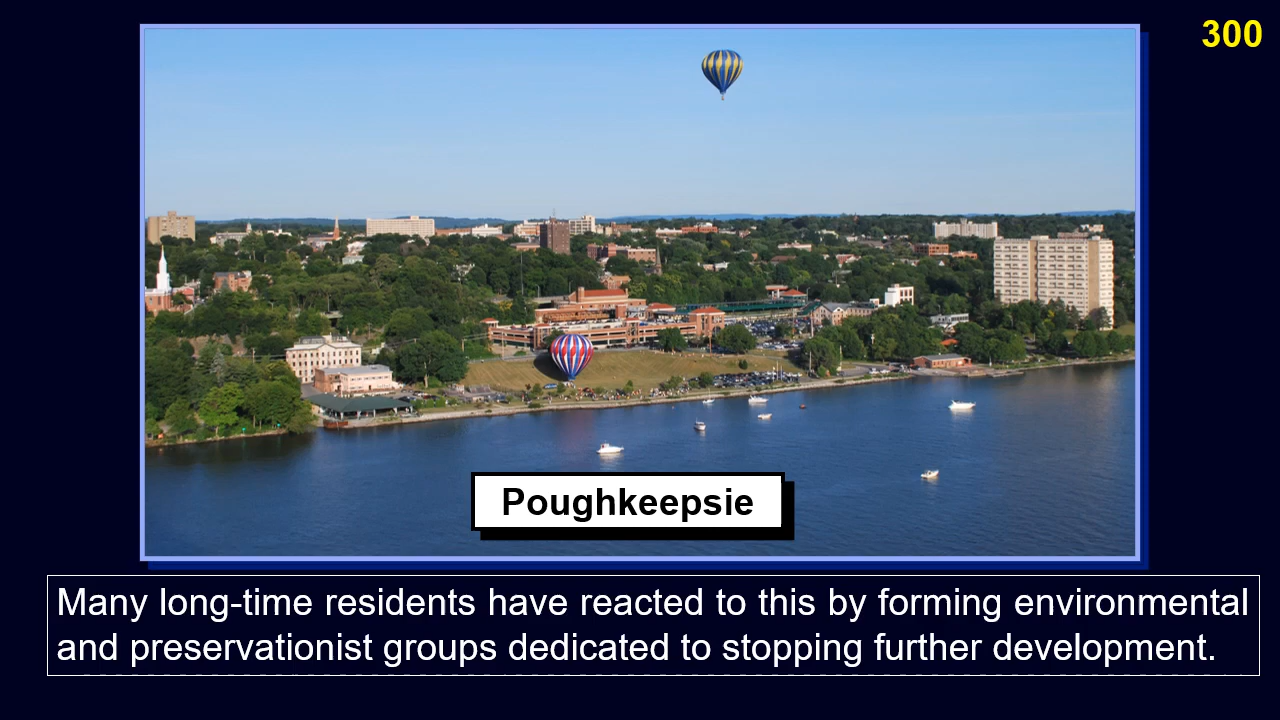 300
Poughkeepsie
Many long-time residents have reacted to this by forming environmental
and preservationist groups dedicated to stopping further development.